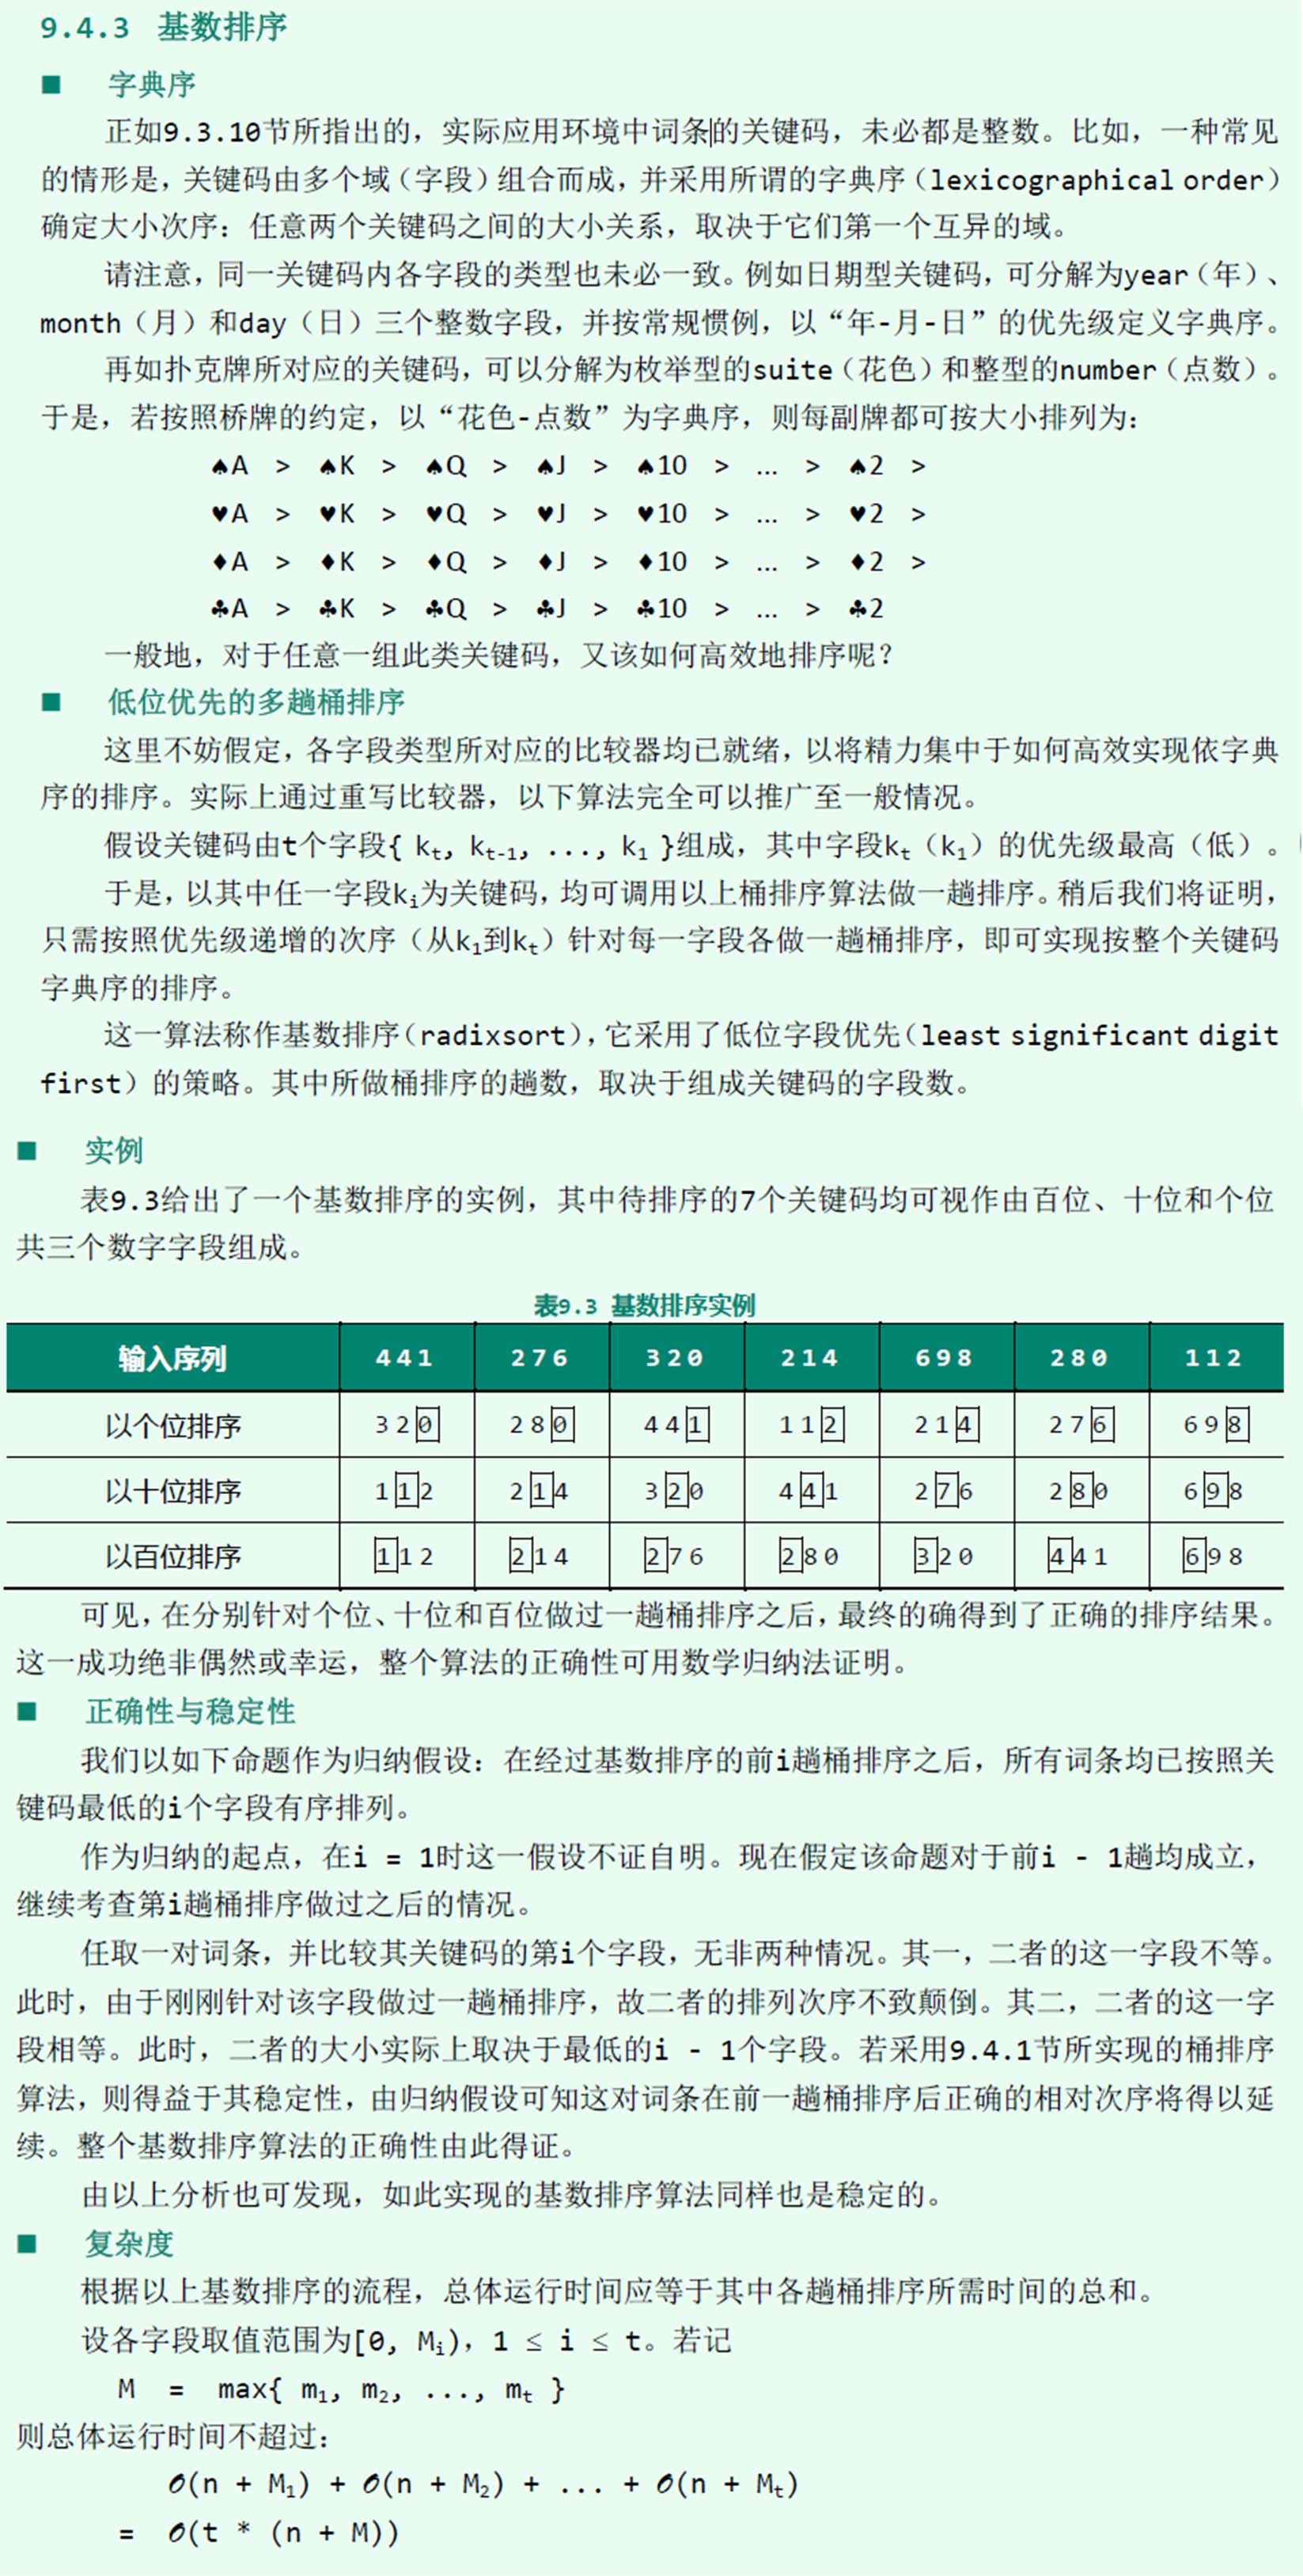 9.4.3 基数排序
■ 字典序
正如9.3.10节所指出的，实际应用环境中词条的关键码，未必都是整数。比如，一种常见
的情形是，关键码由多个域（字段）组合而成，并采用所谓的字典序（lexicographical order）
确定大小次序：任意两个关键码之间的大小关系，取决于它们第一个互异的域。
请注意，同一关键码内各字段的类型也未必一致。例如日期型关键码，可分解为year（年）、
month（月）和day（日）三个整数字段，并按常规惯例，以“年-月-日”的优先级定义字典序。
再如扑克牌所对应的关键码，可以分解为枚举型的suite（花色）和整型的number（点数）。
于是，若按照桥牌的约定，以“花色-点数”为字典序，则每副牌都可按大小排列为：
♠A > ♠K > ♠Q > ♠J > ♠10 > ... > ♠2 >
♥A > ♥K > ♥Q > ♥J > ♥10 > ... > ♥2 >
♦A > ♦K > ♦Q > ♦J > ♦10 > ... > ♦2 >
♣A > ♣K > ♣Q > ♣J > ♣10 > ... > ♣2
一般地，对于任意一组此类关键码，又该如何高效地排序呢？
■ 低位优先的多趟桶排序
这里不妨假定，各字段类型所对应的比较器均已就绪，以将精力集中于如何高效实现依字典
序的排序。实际上通过重写比较器，以下算法完全可以推广至一般情况。
假设关键码由t个字段{ kt, kt-1, ..., k1 }组成，其中字段kt（k1）的优先级最高（低）。
于是，以其中任一字段ki为关键码，均可调用以上桶排序算法做一趟排序。稍后我们将证明，
只需按照优先级递增的次序（从k1到kt）针对每一字段各做一趟桶排序，即可实现按整个关键码
字典序的排序。
这一算法称作基数排序（radixsort），它采用了低位字段优先（least significant digit
first）的策略。其中所做桶排序的趟数，取决于组成关键码的字段数。
■ 实例
表9.3给出了一个基数排序的实例，其中待排序的7个关键码均可视作由百位、十位和个位
共三个数字字段组成。
表9.3 基数排序实例
输入序列 441 276 320 214 698 280 112
以个位排序 320 280 441 112 214 276 698
以十位排序 112 214 320 441 276 280 698
以百位排序 112 214 276 280 320 441 698
可见，在分别针对个位、十位和百位做过一趟桶排序之后，最终的确得到了正确的排序结果。
这一成功绝非偶然或幸运，整个算法的正确性可用数学归纳法证明。
■ 正确性与稳定性
我们以如下命题作为归纳假设：在经过基数排序的前i趟桶排序之后，所有词条均已按照关
键码最低的i个字段有序排列。
作为归纳的起点，在i = 1时这一假设不证自明。现在假定该命题对于前i - 1趟均成立，
继续考查第i趟桶排序做过之后的情况。
任取一对词条，并比较其关键码的第i个字段，无非两种情况。其一，二者的这一字段不等。
此时，由于刚刚针对该字段做过一趟桶排序，故二者的排列次序不致颠倒。其二，二者的这一字
段相等。此时，二者的大小实际上取决于最低的i - 1个字段。若采用9.4.1节所实现的桶排序
算法，则得益于其稳定性，由归纳假设可知这对词条在前一趟桶排序后正确的相对次序将得以延
续。整个基数排序算法的正确性由此得证。
由以上分析也可发现，如此实现的基数排序算法同样也是稳定的。
■ 复杂度
根据以上基数排序的流程，总体运行时间应等于其中各趟桶排序所需时间的总和。
设各字段取值范围为[0, Mi)，1 ≤ i ≤ t。若记
M = max{ m1, m2, ..., mt }
则总体运行时间不超过：
O(n + M1) + O(n + M2) + ... + O(n + Mt)
= O(t * (n + M))